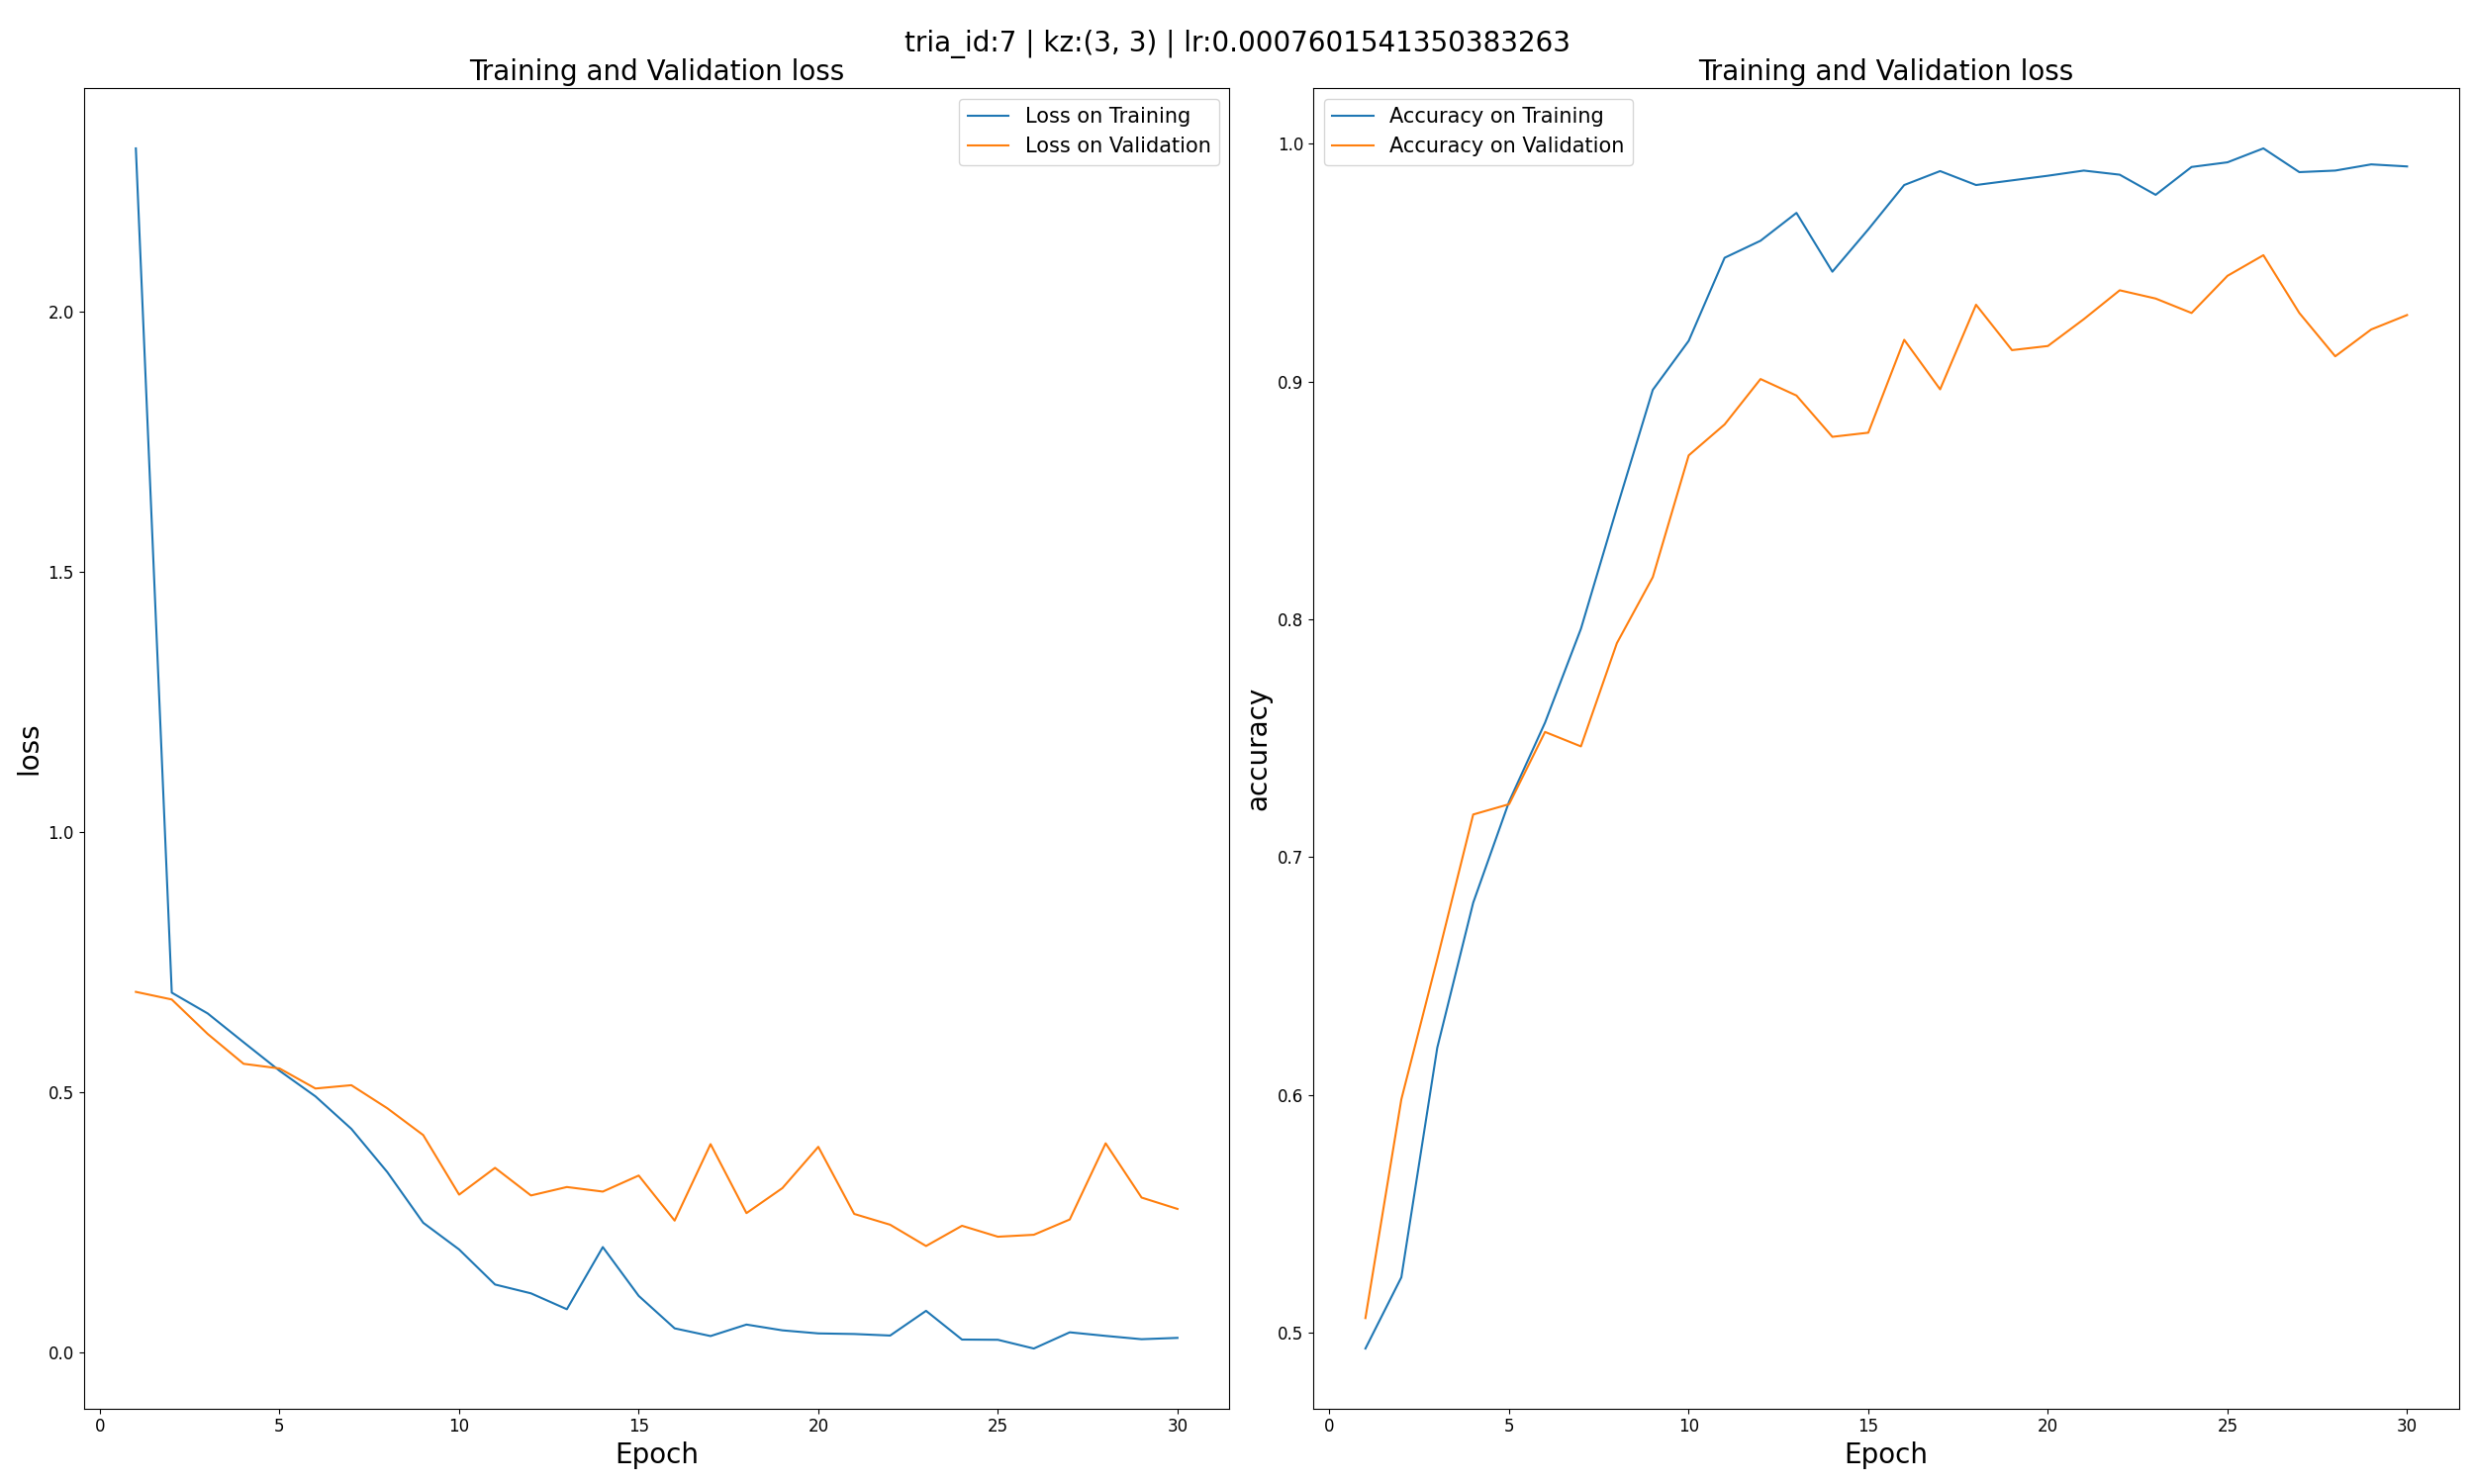 tria_id:7 | kz:(3, 3) | lr:0.0007601541350383263
Training and Validation loss
Loss on Training
Loss on Validation
2.0
1.5
1.0
0.5
0.0
loss
0 5 10 15 20 25 30
Epoch
Training and Validation loss
Accuracy on Training
Accuracy on Validation
1.0
0.9
0.8
0.7
0.6
0.5
accuracy
0 5 10 15 20 25 30
Epoch